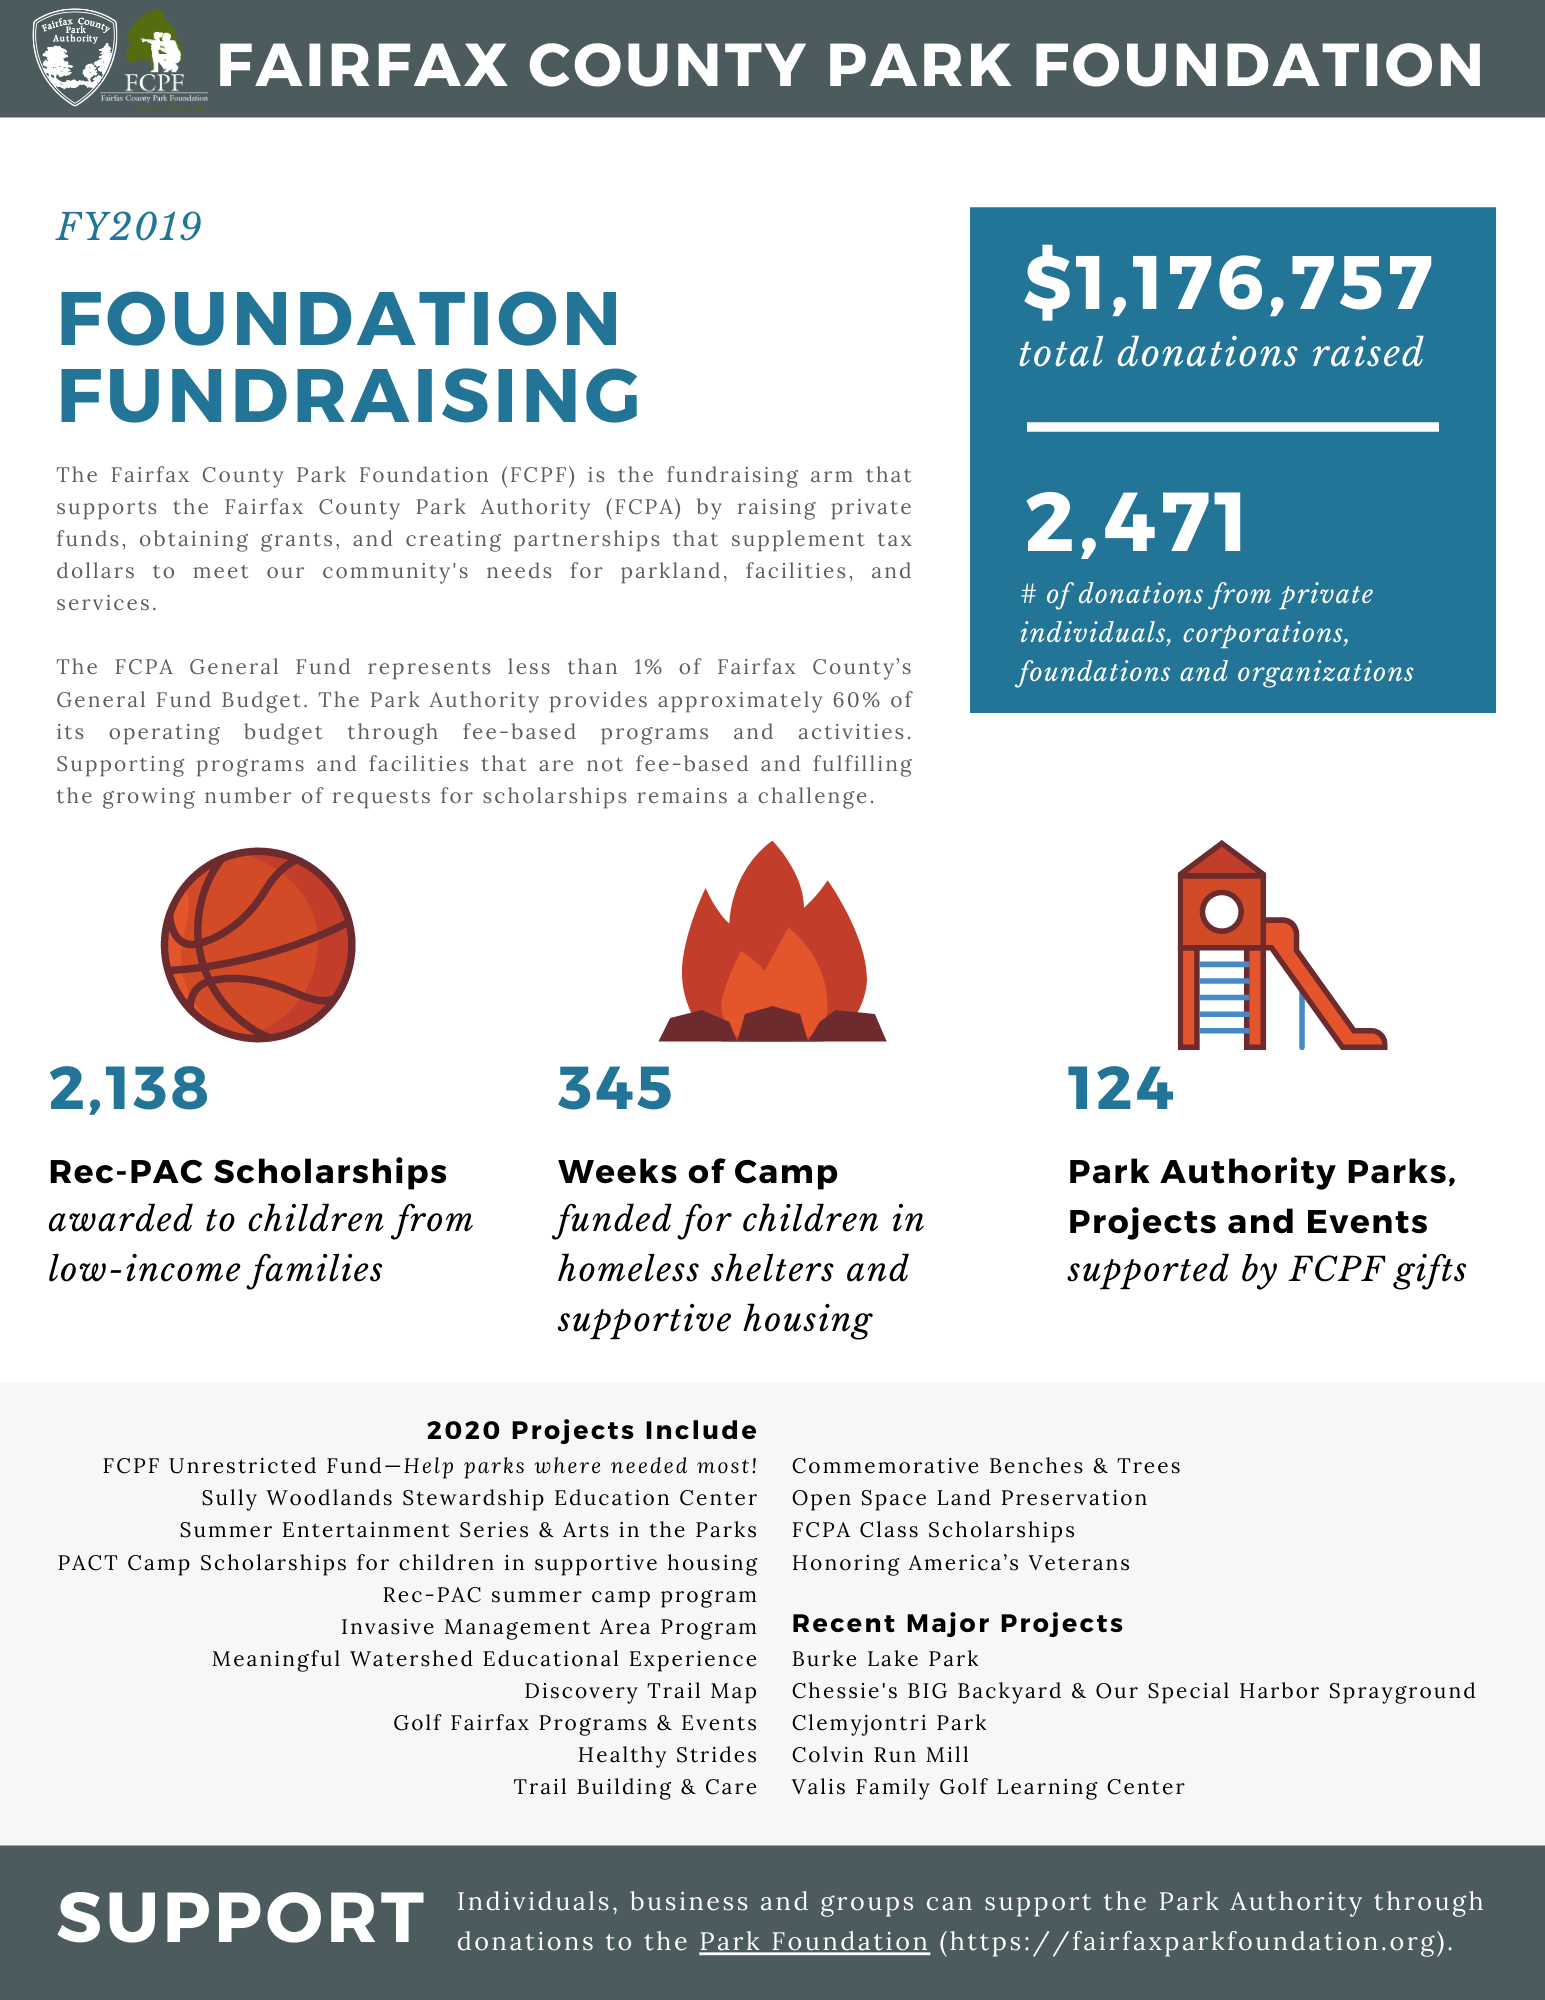 Fairfax County
Park
Authority
FCPF
Fairfax County Park Foundation
FAIRFAX COUNTY PARK FOUNDATION
FY2019
FOUNDATION
FUNDRAISING
The Fairfax County Park Foundation (FCPF) is the fundraising arm that
supports the Fairfax County Park Authority (FCPA) by raising private
funds, obtaining grants, and creating partnerships that supplement tax
dollars to meet our community's needs for parkland, facilities, and
services.
The FCPA General Fund represents less than 1% of Fairfax County’s
General Fund Budget. The Park Authority provides approximately 60% of
its operating budget through fee-based programs and activities.
Supporting programs and facilities that are not fee-based and fulfilling
the growing number of requests for scholarships remains a challenge.
$1,176,757
total donations raised
2,471
# of donations from private
individuals, corporations,
foundations and organizations
2,138
Rec-PAC Scholarships
awarded to children from
low-income families
345
Weeks of Camp
funded for children in
homeless shelters and
supportive housing
124
Park Authority Parks,
Projects and Events
supported by FCPF gifts
2020 Projects Include
FCPF Unrestricted Fund—Help parks where needed most!
Sully Woodlands Stewardship Education Center
Summer Entertainment Series & Arts in the Parks
PACT Camp Scholarships for children in supportive housing
Rec-PAC summer camp program
Invasive Management Area Program
Meaningful Watershed Educational Experience
Discovery Trail Map
Golf Fairfax Programs & Events
Healthy Strides
Trail Building & Care
Commemorative Benches & Trees
Open Space Land Preservation
FCPA Class Scholarships
Honoring America’s Veterans
Recent Major Projects
Burke Lake Park
Chessie's BIG Backyard & Our Special Harbor Sprayground
Clemyjontri Park
Colvin Run Mill
Valis Family Golf Learning Center
SUPPORT
Individuals, business and groups can support the Park Authority through
donations to the Park Foundation (https://fairfaxparkfoundation.org).